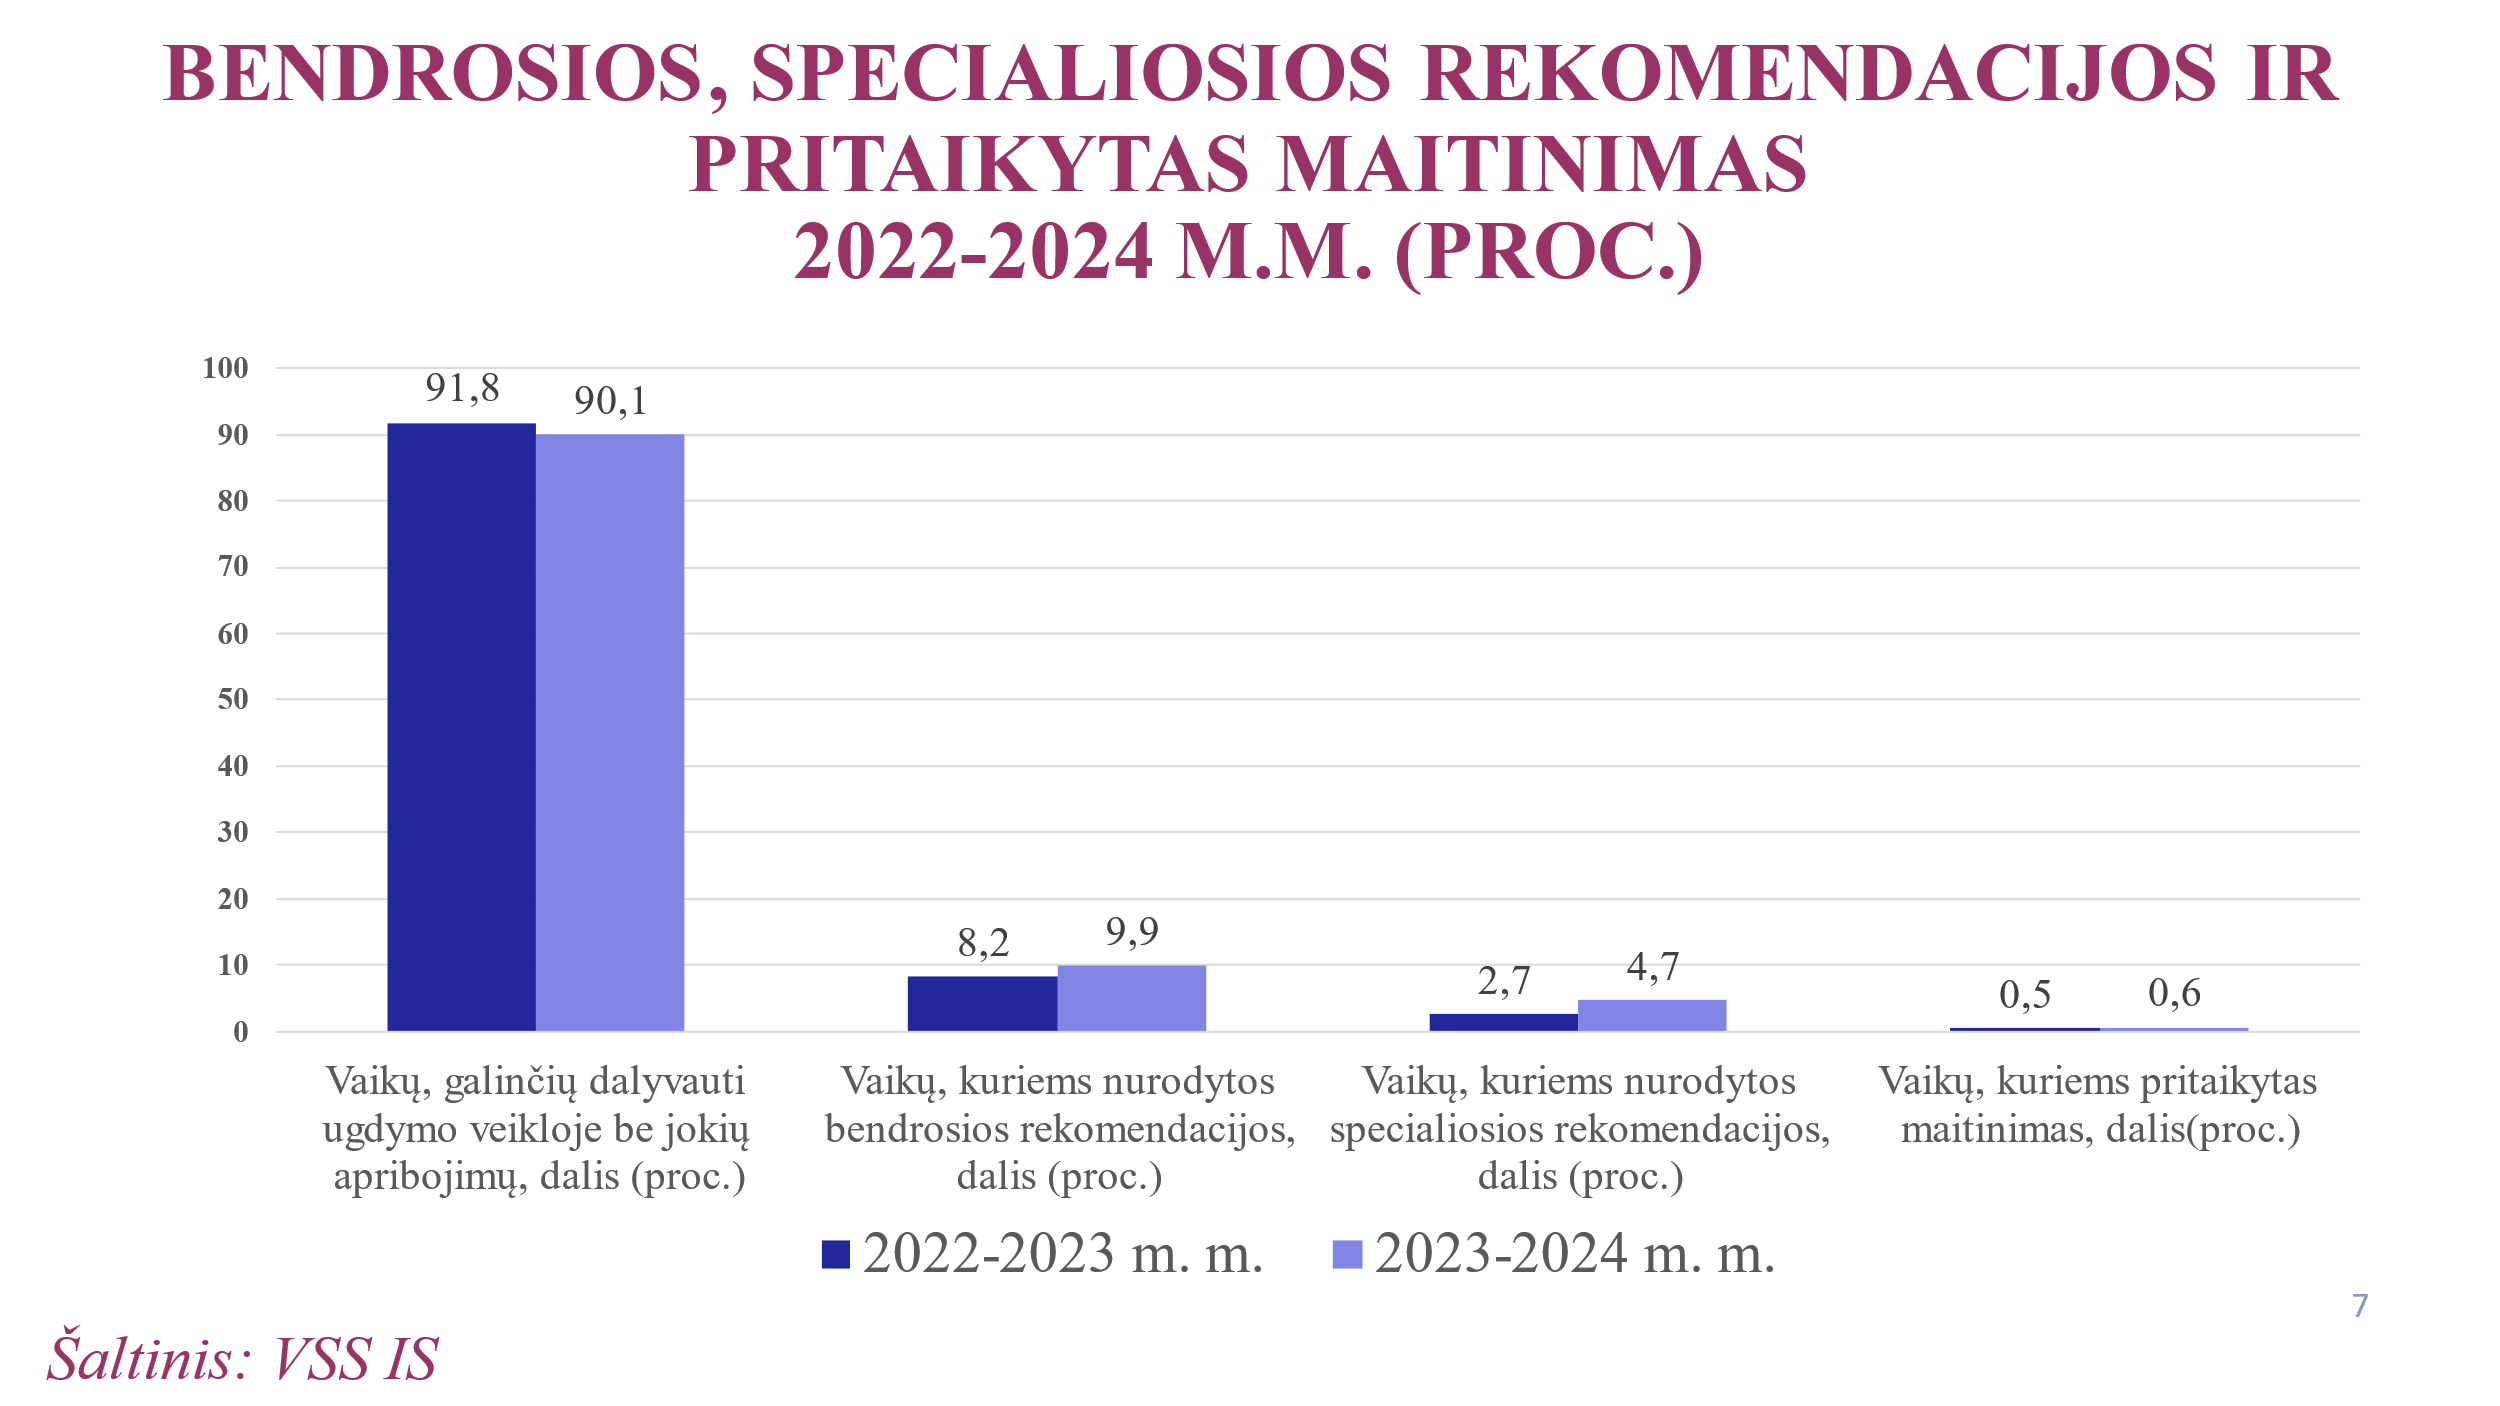 BENDROSIOS, SPECIALIOSIOS REKOMENDACIJOS IR
PRITAIKYTAS MAITINIMAS
2022-2024 M.M. (PROC.)
100
90
80
70
60
50
40
30
20
10
0
91,8
90,1
8,2
9,9
2,7
4,7
0,5
0,6
Vaikų, galinčių dalyvauti
ugdymo veikloje be jokių
apribojimų, dalis (proc.)
Vaikų, kuriems nurodytos
bendrosios rekomendacijos,
dalis (proc.)
Vaikų, kuriems nurodytos
specialiosios rekomendacijos,
dalis (proc.)
Vaikų, kuriems pritaikytas
maitinimas, dalis(proc.)
2022-2023 m. m.
2023-2024 m. m.
7
Šaltinis: VSS IS